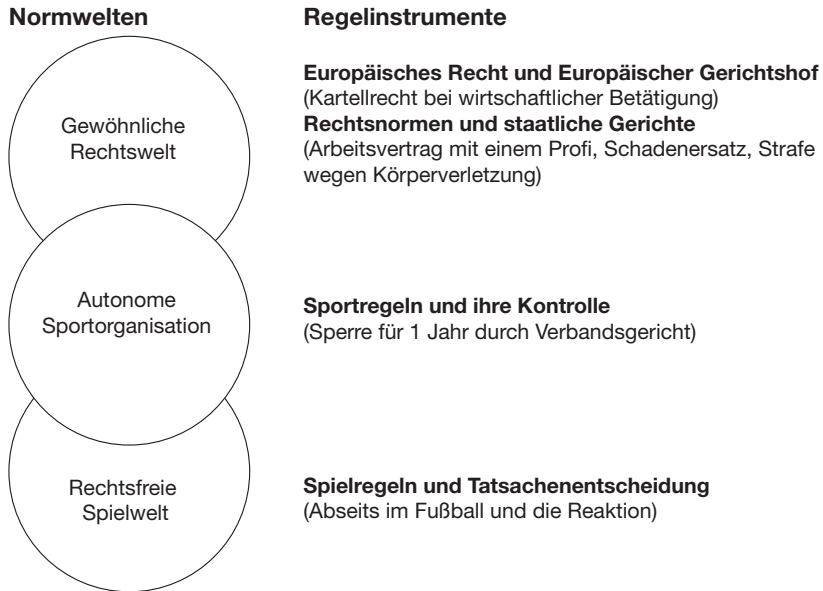 Normwelten
Regelinstrumente
Gewöhnliche
Rechtswelt
Europäisches Recht und Europäischer Gerichtshof
(Kartellrecht bei wirtschaftlicher Betätigung)
Rechtsnormen und staatliche Gerichte
(Arbeitsvertrag mit einem Profi, Schadenersatz, Strafe
wegen Körperverletzung)
Autonome
Sportorganisation
Sportregeln und ihre Kontrolle
(Sperre für 1 Jahr durch Verbandsgericht)
Rechtsfreie
Spielwelt
Spielregeln und Tatsachenentscheidung
(Abseits im Fußball und die Reaktion)